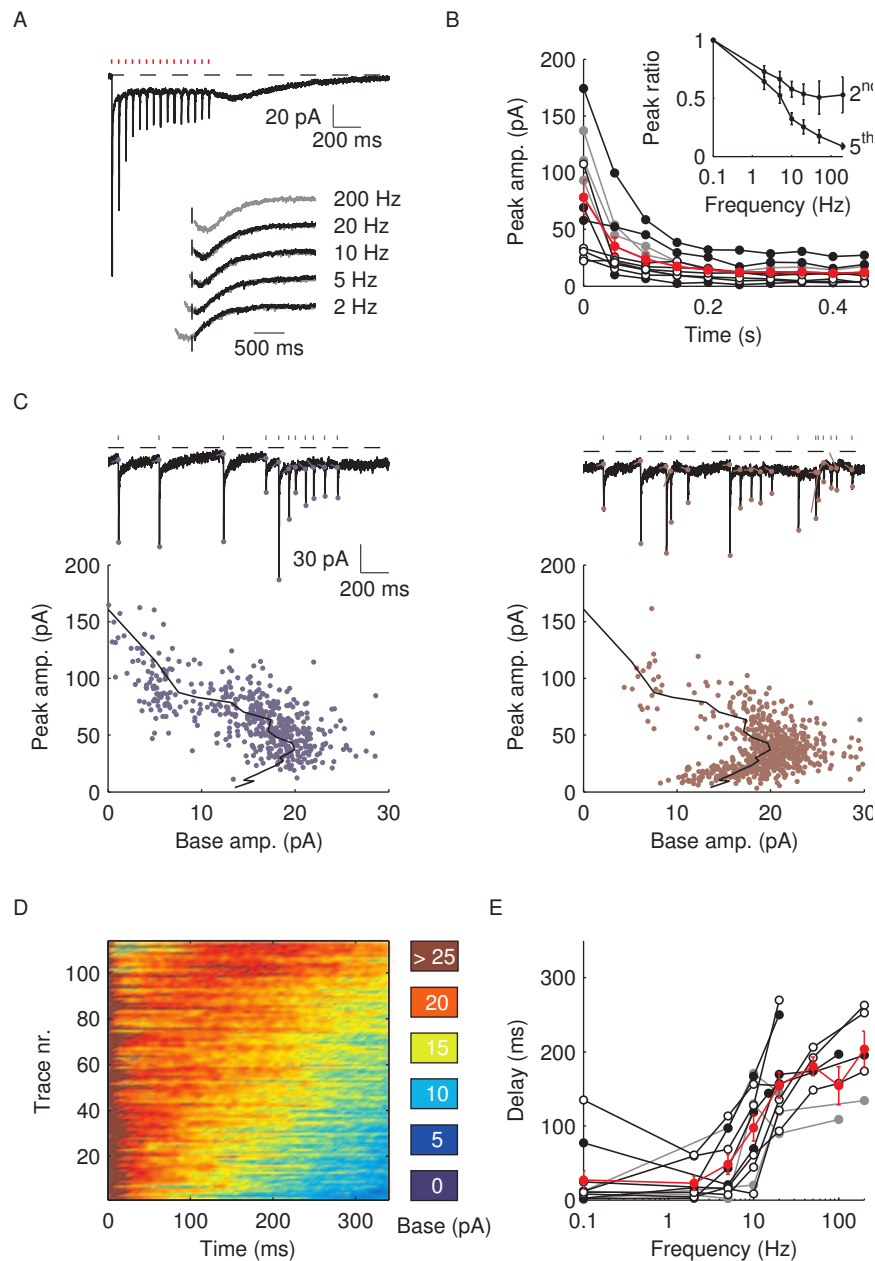 A
20 pA
200 ms
200 Hz
20 Hz
10 Hz
5 Hz
2 Hz
500 ms
B
200
150
100
50
0
Peak amp. (pA)
0
0.2
0.4
Time (s)
1
0.5
0
Peak ratio
0.1
1
10
100
Frequency (Hz)
2nd
5th
C
30 pA
200 ms
200
150
100
50
0
Peak amp. (pA)
0
10
20
30
Base amp. (pA)
200
150
100
50
0
Peak amp. (pA)
0
10
20
30
Base amp. (pA)
D
100
80
60
40
20
Trace nr.
0
100
200
300
Time (ms)
> 25
20
15
10
5
0
Base (pA)
E
300
200
100
0
Delay (ms)
0.1
1
10
100
Frequency (Hz)